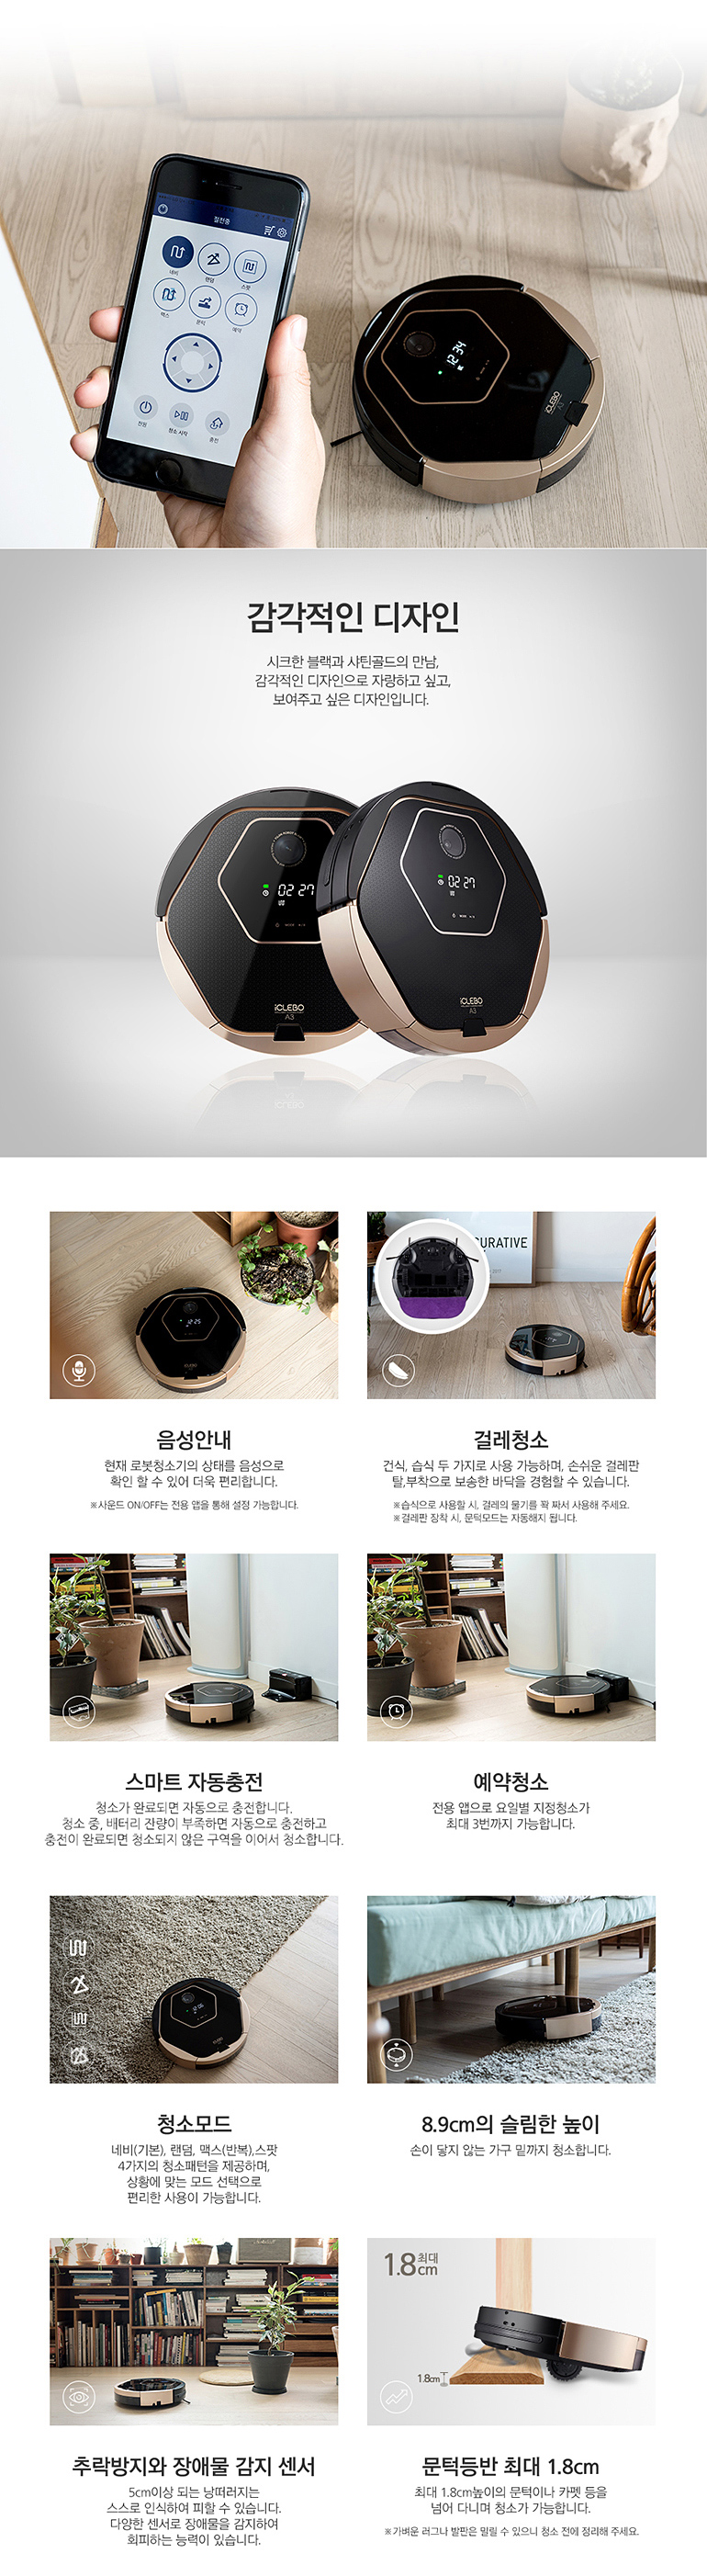 절전중
네비
랜덤
스팟
맥스
문턱
예약
전원
청소 시작
충전
12 34
iCLEBO
감각적인 디자인
시크한 블랙과 샤틴골드의 만남,
감각적인 디자인으로 자랑하고 싶고,
보여주고 싶은 디자인입니다.
02 27
02 27
iCLEBO
A3
iCLEBO
A3
URATIVE
음성안내
현재 로봇청소기의 상태를 음성으로
확인 할 수 있어 더욱 편리합니다.
※사운드 ON/OFF는 전용 앱을 통해 설정 가능합니다.
걸레청소
건식, 습식 두 가지로 사용 가능하며, 손쉬운 걸레판
탈,부착으로 보송한 바닥을 경험할 수 있습니다.
※습식으로 사용할 시, 걸레의 물기를 꽉 짜서 사용해 주세요.
※걸레판 장착 시, 문턱모드는 자동해지 됩니다.
스마트 자동충전
청소가 완료되면 자동으로 충전합니다.
청소 중, 배터리 잔량이 부족하면 자동으로 충전하고
충전이 완료되면 청소되지 않은 구역을 이어서 청소합니다.
예약청소
전용 앱으로 요일별 지정청소가
최대 3번까지 가능합니다.
청소모드
네비(기본), 랜덤, 맥스(반복),스팟
4가지의 청소패턴을 제공하며,
상황에 맞는 모드 선택으로
편리한 사용이 가능합니다.
8.9cm의 슬림한 높이
손이 닿지 않는 가구 밑까지 청소합니다.
1.8 최대 cm
1.8cm
추락방지와 장애물 감지 센서
5cm이상 되는 낭떠러지는
스스로 인식하여 피할 수 있습니다.
다양한 센서로 장애물을 감지하여
회피하는 능력이 있습니다.
문턱등반 최대 1.8cm
최대 1.8cm높이의 문턱이나 카펫 등을
넘어 다니며 청소가 가능합니다.
※가벼운 러그나 발판은 밀릴 수 있으니 청소 전에 정리해 주세요.